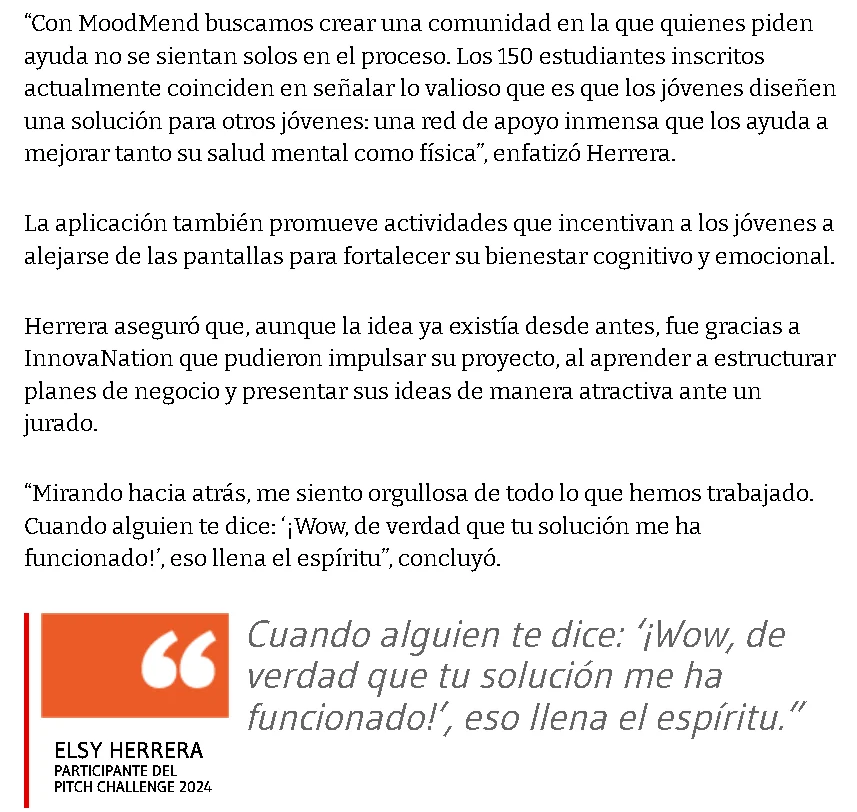 “Con MoodMend buscamos crear una comunidad en la que quienes piden
ayuda no se sientan solos en el proceso. Los 150 estudiantes inscritos
actualmente coinciden en señalar lo valioso que es que los jóvenes diseñen
una solución para otros jóvenes: una red de apoyo inmensa que los ayuda a
mejorar tanto su salud mental como física”, enfatizó Herrera.
La aplicación también promueve actividades que incentivan a los jóvenes a
alejarse de las pantallas para fortalecer su bienestar cognitivo y emocional.
Herrera aseguró que, aunque la idea ya existía desde antes, fue gracias a
InnovaNation que pudieron impulsar su proyecto, al aprender a estructurar
planes de negocio y presentar sus ideas de manera atractiva ante un
jurado.
“Mirando hacia atrás, me siento orgullosa de todo lo que hemos trabajado.
Cuando alguien te dice: ‘¡Wow, de verdad que tu solución me ha
funcionado!’, eso llena el espíritu”, concluyó.
“
Cuando alguien te dice: ‘¡Wow, de
verdad que tu solución me ha
funcionado!’, eso llena el espíritu.”
ELSY HERRERA
PARTICIPANTE DEL
PITCH CHALLENGE 2024